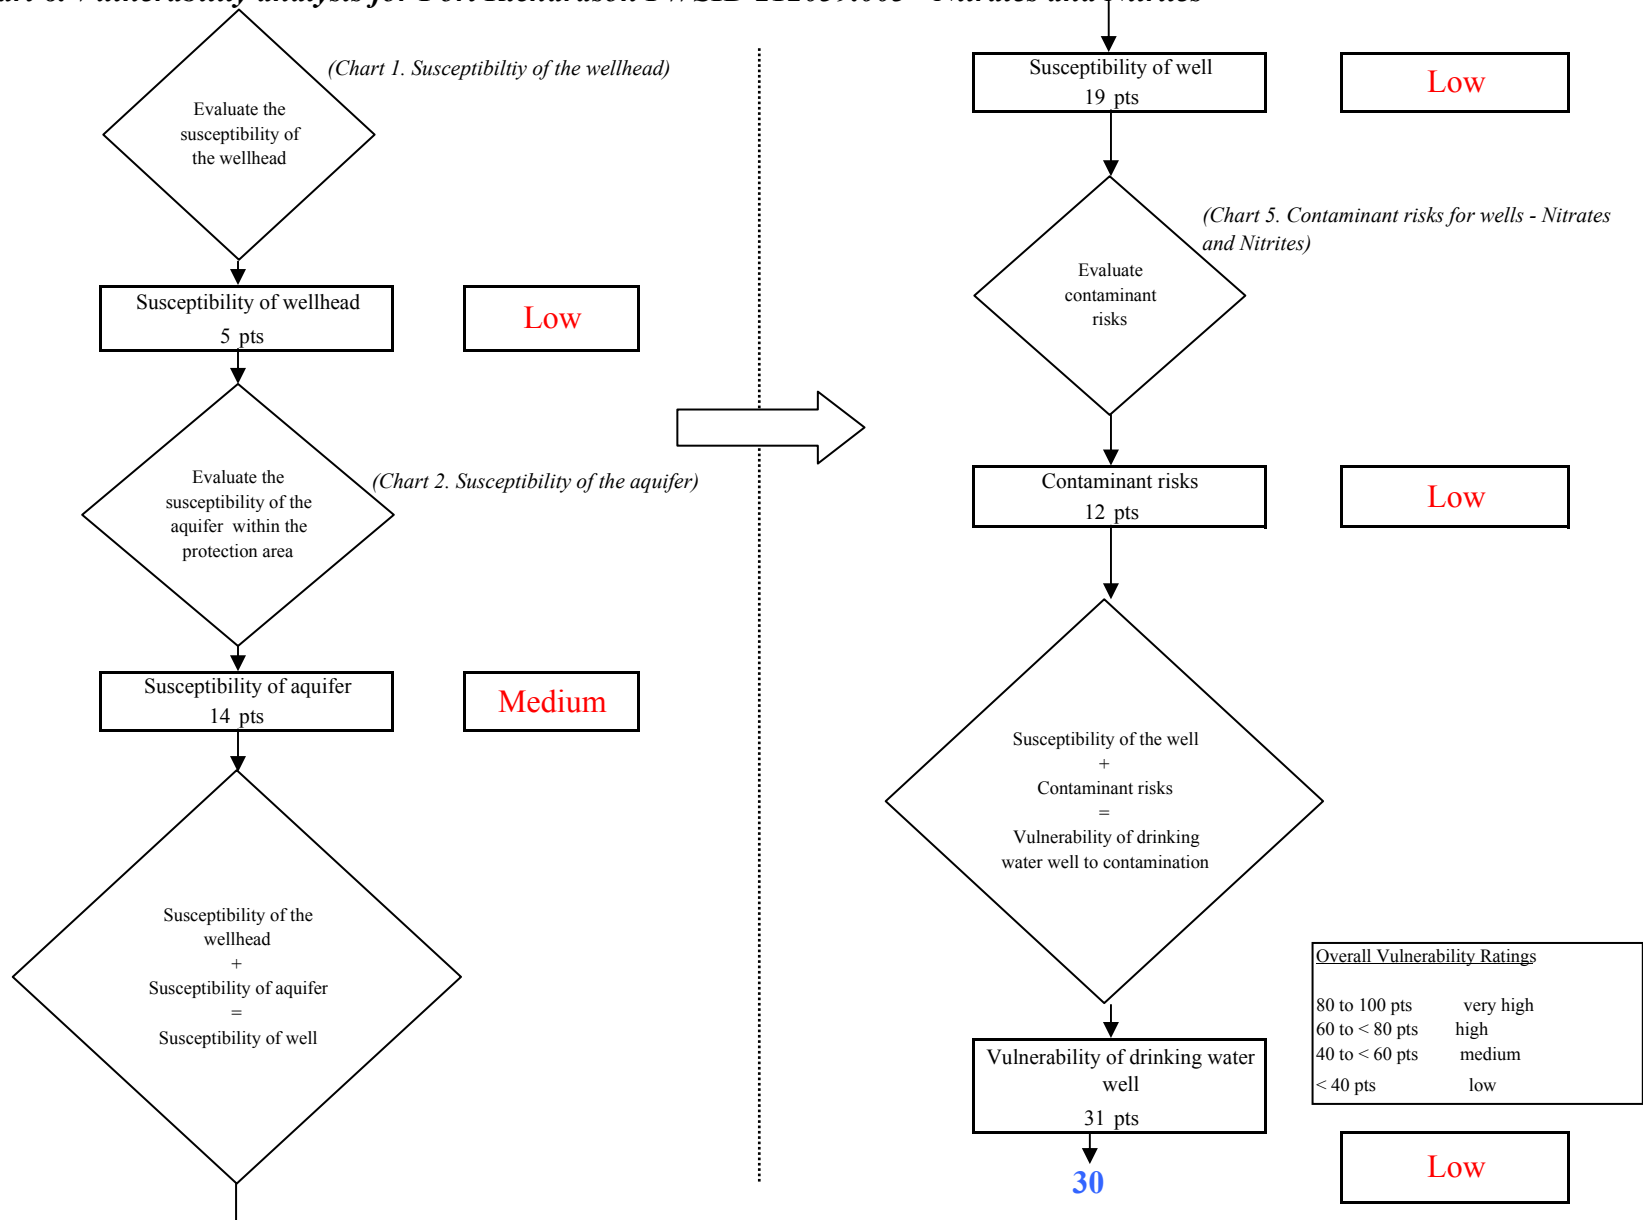 (Chart 1. Susceptibiltiy of the wellhead)
Evaluate the
susceptibility of
the wellhead
Susceptibility of wellhead
5 pts
Low
Evaluate the
susceptibility of the
aquifer within the
protection area
(Chart 2. Susceptibility of the aquifer)
Susceptibility of aquifer
14 pts
Medium
Susceptibility of the
wellhead
+
Susceptibility of aquifer
=
Susceptibility of well
Susceptibility of well
19 pts
Low
(Chart 5. Contaminant risks for wells - Nitrates
and Nitrites)
Evaluate
contaminant
risks
Contaminant risks
12 pts
Low
Susceptibility of the well
+
Contaminant risks
=
Vulnerability of drinking
water well to contamination
Overall Vulnerability Ratings
80 to 100 pts very high
60 to < 80 pts high
40 to < 60 pts medium
< 40 pts low
Vulnerability of drinking water
well
31 pts
30
Low